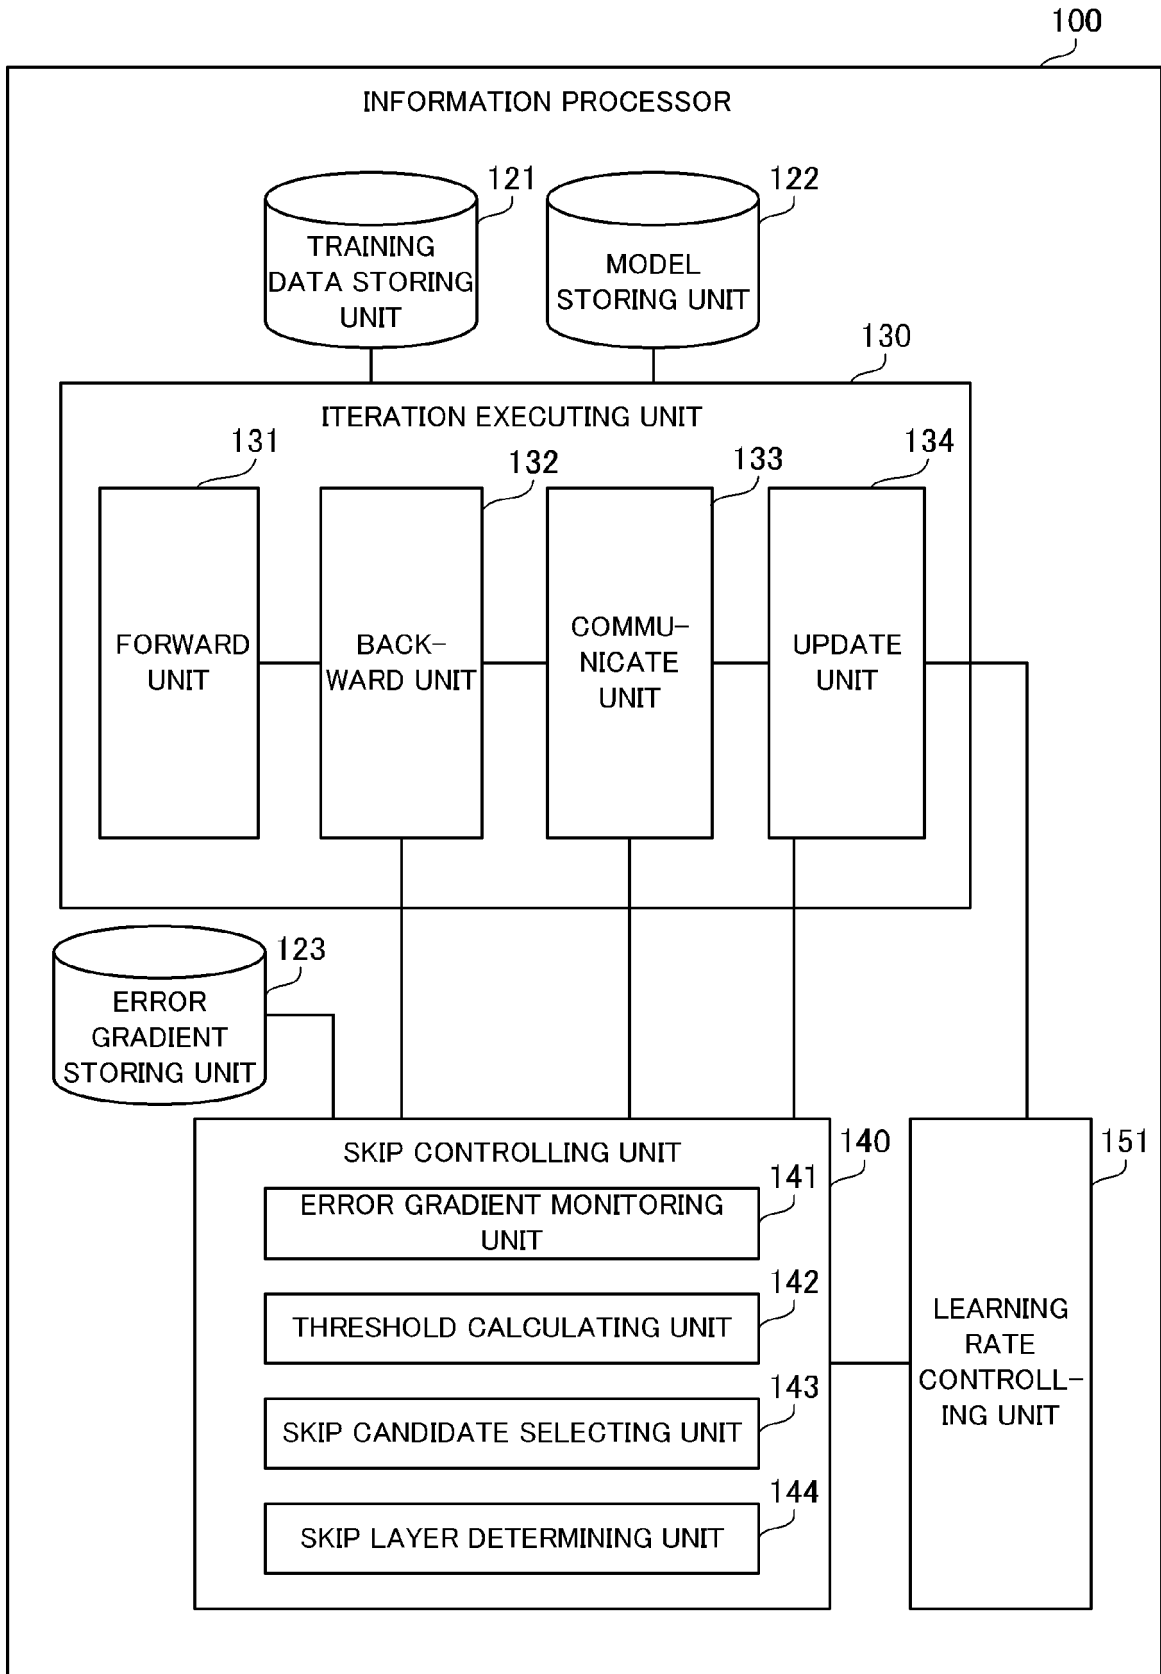 100
INFORMATION PROCESSOR
121
122
TRAINING
DATA STORING
UNIT
MODEL
STORING UNIT
130
ITERATION EXECUTING UNIT
131
132
133
134
FORWARD
UNIT
BACK-
WARD UNIT
COMMU-
NICATE
UNIT
UPDATE
UNIT
123
ERROR
GRADIENT
STORING UNIT
140
151
SKIP CONTROLLING UNIT
141
ERROR GRADIENT MONITORING
UNIT
142
THRESHOLD CALCULATING UNIT
143
SKIP CANDIDATE SELECTING UNIT
144
SKIP LAYER DETERMINING UNIT
LEARNING
RATE
CONTROLL-
ING UNIT